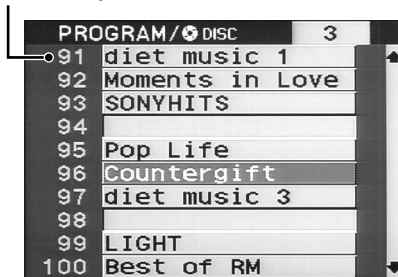 PROGRAM/ DISC 3
91 diet music 1
92 Moments in Love
93 SONYHITS
94
95 Pop Life
96 Countergift
97 diet music 3
98
99 LIGHT
100 Best of RM